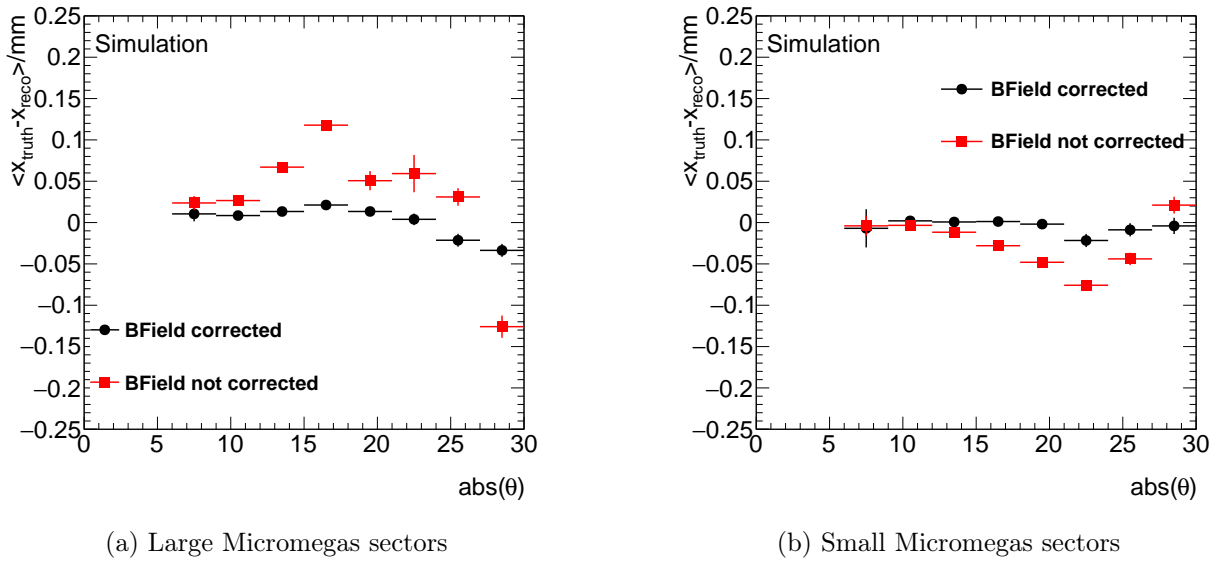 <x_truth-x_reco>/mm
Simulation
0.25
0.2
0.15
0.1
0.05
0
−0.05
−0.1
−0.15
−0.2
−0.25
BField corrected
BField not corrected
0 5 10 15 20 25 30
abs(θ)
(a) Large Micromegas sectors
<x_truth-x_reco>/mm
Simulation
0.25
0.2
0.15
0.1
0.05
0
−0.05
−0.1
−0.15
−0.2
−0.25
BField corrected
BField not corrected
0 5 10 15 20 25 30
abs(θ)
(b) Small Micromegas sectors